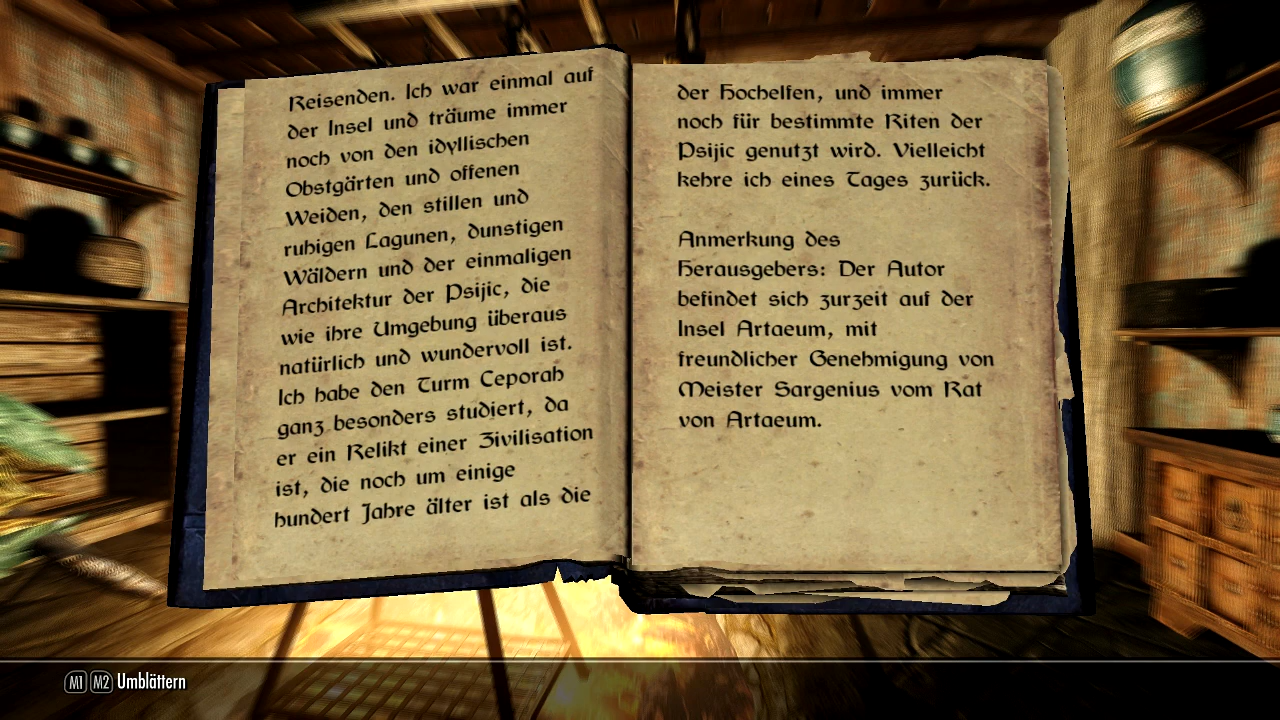 Reisenden. Ich war einmal auf
der Insel und träume immer
noch von den idyllischen
Obstgärten und offenen
Weiden, den stillen und
ruhigen Lagunen, dunstigen
Wäldern und der einmaligen
Architektur der Psijic, die
wie ihre Umgebung überaus
natürlich und wundervoll ist.
Ich habe den Turm Ceporah
ganz besonders studiert, da
er ein Relikt einer Zivilisation
ist, die noch um einige
hundert Jahre älter ist als die
der Hochelfen, und immer
noch für bestimmte Riten der
Psijic genutzt wird. Vielleicht
kehre ich eines Tages zurück.
Anmerkung des
Herausgebers: Der Autor
befindet sich zurzeit auf der
Insel Artaeum, mit
freundlicher Genehmigung von
Meister Sargenius vom Rat
von Artaeum.
M1 M2 Umblättern